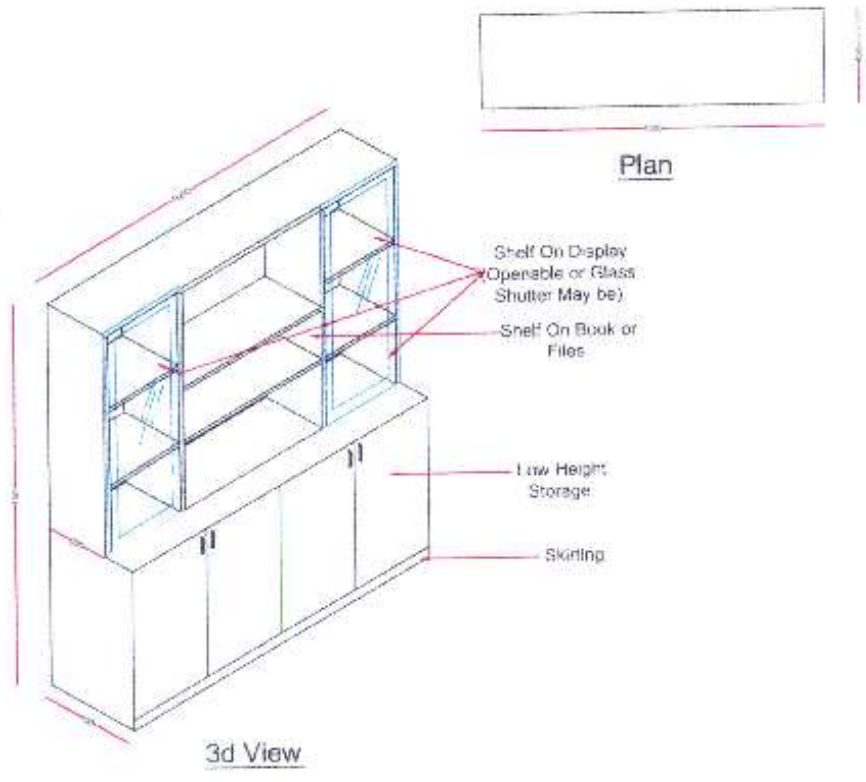 Plan
Shelf On Display
(Openable or Glass
Shutter May be)
Shelf On Book or
Files
Low Height
Storage
Skirting
3d View